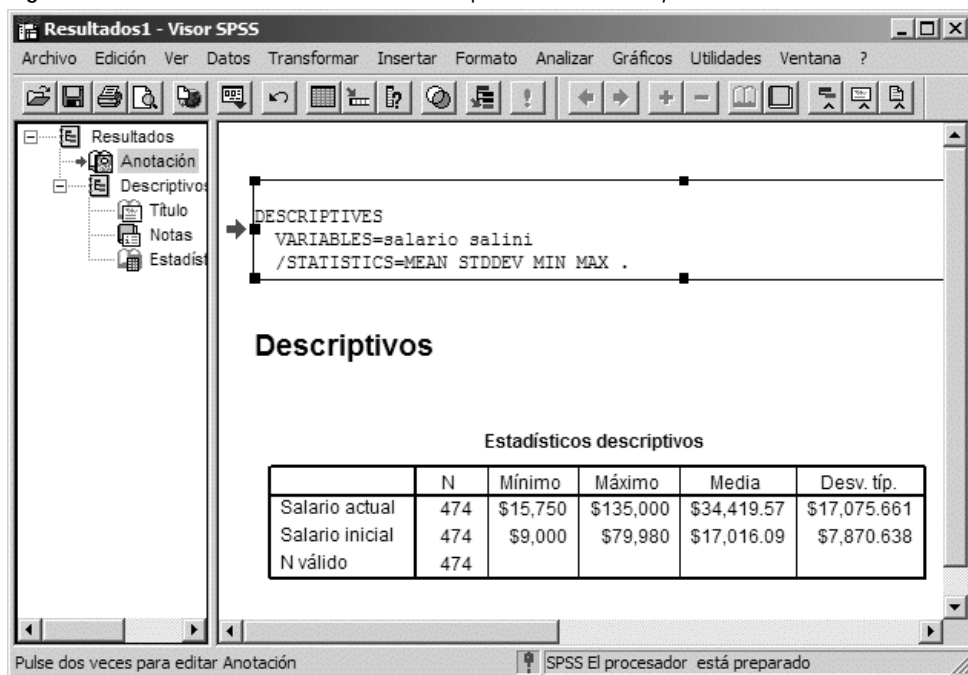 Resultados1 - Visor SPSS
Archivo Edición Ver Datos Transformar Insertar Formato Analizar Gráficos Utilidades Ventana ?
Resultados
Anotación
Descriptivos
Título
Notas
Estadíst
DESCRIPTIVES
VARIABLES=salario salini
/STATISTICS=MEAN STDDEV MIN MAX .
Descriptivos
Estadísticos descriptivos
N Mínimo Máximo Media Desv. típ.
Salario actual 474 $15,750 $135,000 $34,419.57 $17,075.661
Salario inicial 474 $9,000 $79,980 $17,016.09 $7,870.638
N válido 474
Pulse dos veces para editar Anotación
SPSS El procesador está preparado